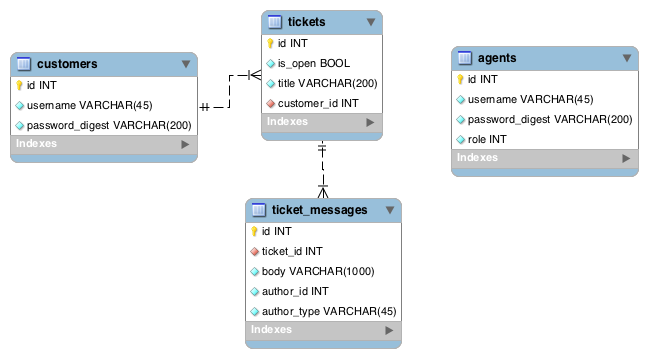 customers
id INT
username VARCHAR(45)
password_digest VARCHAR(200)
Indexes
tickets
id INT
is_open BOOL
title VARCHAR(200)
customer_id INT
Indexes
agents
id INT
username VARCHAR(45)
password_digest VARCHAR(200)
role INT
Indexes
ticket_messages
id INT
ticket_id INT
body VARCHAR(1000)
author_id INT
author_type VARCHAR(45)
Indexes